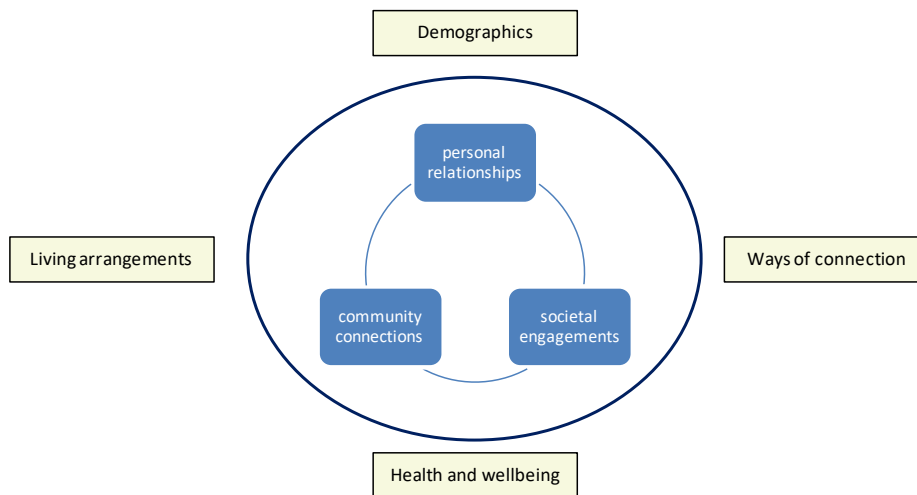 Demographics
personal
relationships
Living arrangements
Ways of connection
community
connections
societal
engagements
Health and wellbeing